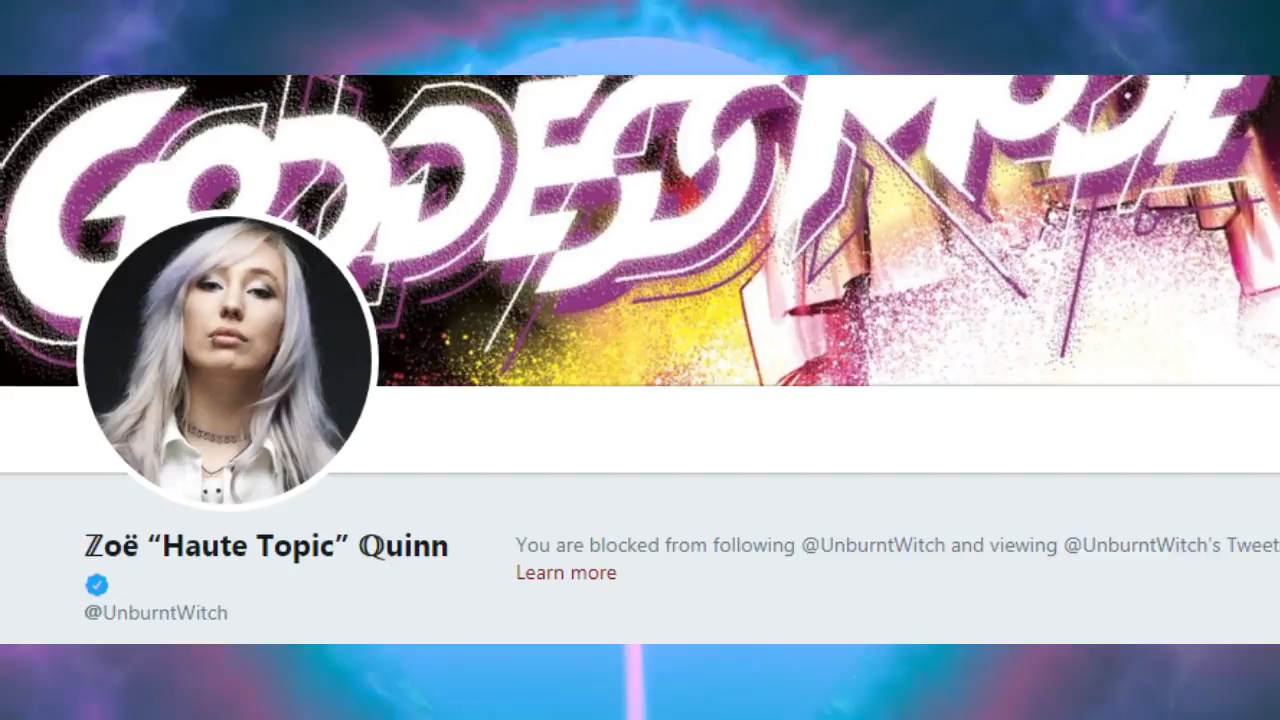 GODDESS MODE
ℤoë “Haute Topic” ℚuinn
@UnburntWitch
You are blocked from following @UnburntWitch and viewing @UnburntWitch's Tweet
Learn more